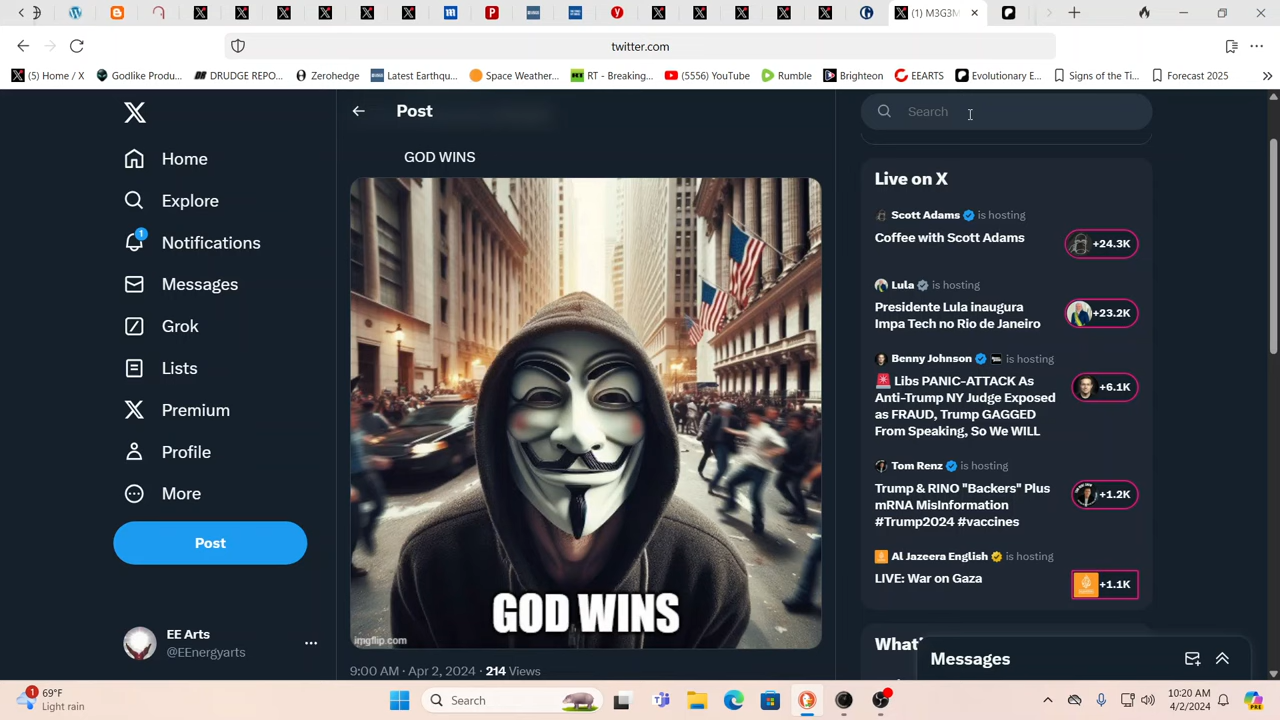 (1) M3G3M
twitter.com
(5) Home / X
Godlike Produ...
DRUDGE REPO...
Zerohedge
Latest Earthqu...
Space Weather...
RT - Breaking...
(5556) YouTube
Rumble
Brighteon
EEARTS
Evolutionary E...
Signs of the Ti...
Forecast 2025
Home
Explore
1
Notifications
Messages
Grok
Lists
Premium
Profile
More
Post
EE Arts
@EEnergyarts
Post
GOD WINS
GOD WINS
imgflip.com
9:00 AM · Apr 2, 2024 · 214 Views
Search
Live on X
Scott Adams is hosting
Coffee with Scott Adams
+24.3K
Lula is hosting
Presidente Lula inaugura
Impa Tech no Rio de Janeiro
+23.2K
Benny Johnson is hosting
🚨 Libs PANIC-ATTACK As
Anti-Trump NY Judge Exposed
as FRAUD, Trump GAGGED
From Speaking, So We WILL
+6.1K
Tom Renz is hosting
Trump & RINO "Backers" Plus
mRNA MisInformation
#Trump2024 #vaccines
+1.2K
Al Jazeera English is hosting
LIVE: War on Gaza
+1.1K
What'
Messages
1
69°F
Light rain
Search
10:20 AM
4/2/2024